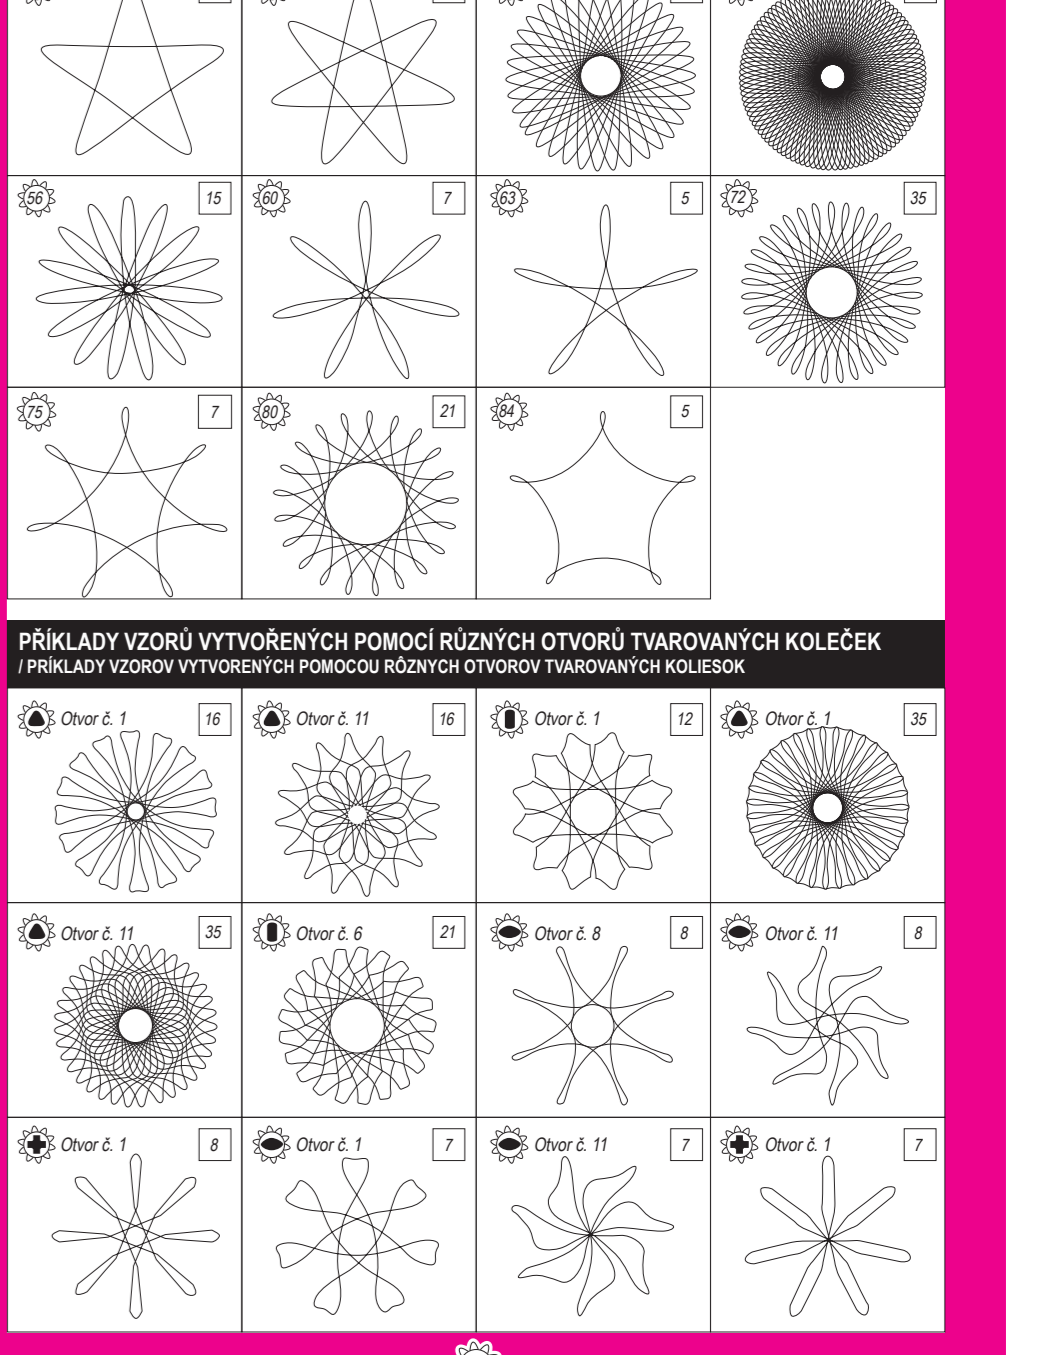 56 15 60 7 63 5 72 35
75 7 80 21 84 5
PŘÍKLADY VZORŮ VYTVOŘENÝCH POMOCÍ RŮZNÝCH OTVORŮ TVAROVANÝCH KOLEČEK
/ PRÍKLADY VZOROV VYTVORENÝCH POMOCOU RÔZNYCH OTVOROV TVAROVANÝCH KOLIESOK
Otvor č. 1 16 Otvor č. 11 16 Otvor č. 1 12 Otvor č. 1 35
Otvor č. 11 35 Otvor č. 6 21 Otvor č. 8 8 Otvor č. 11 8
Otvor č. 1 8 Otvor č. 1 7 Otvor č. 11 7 Otvor č. 1 7